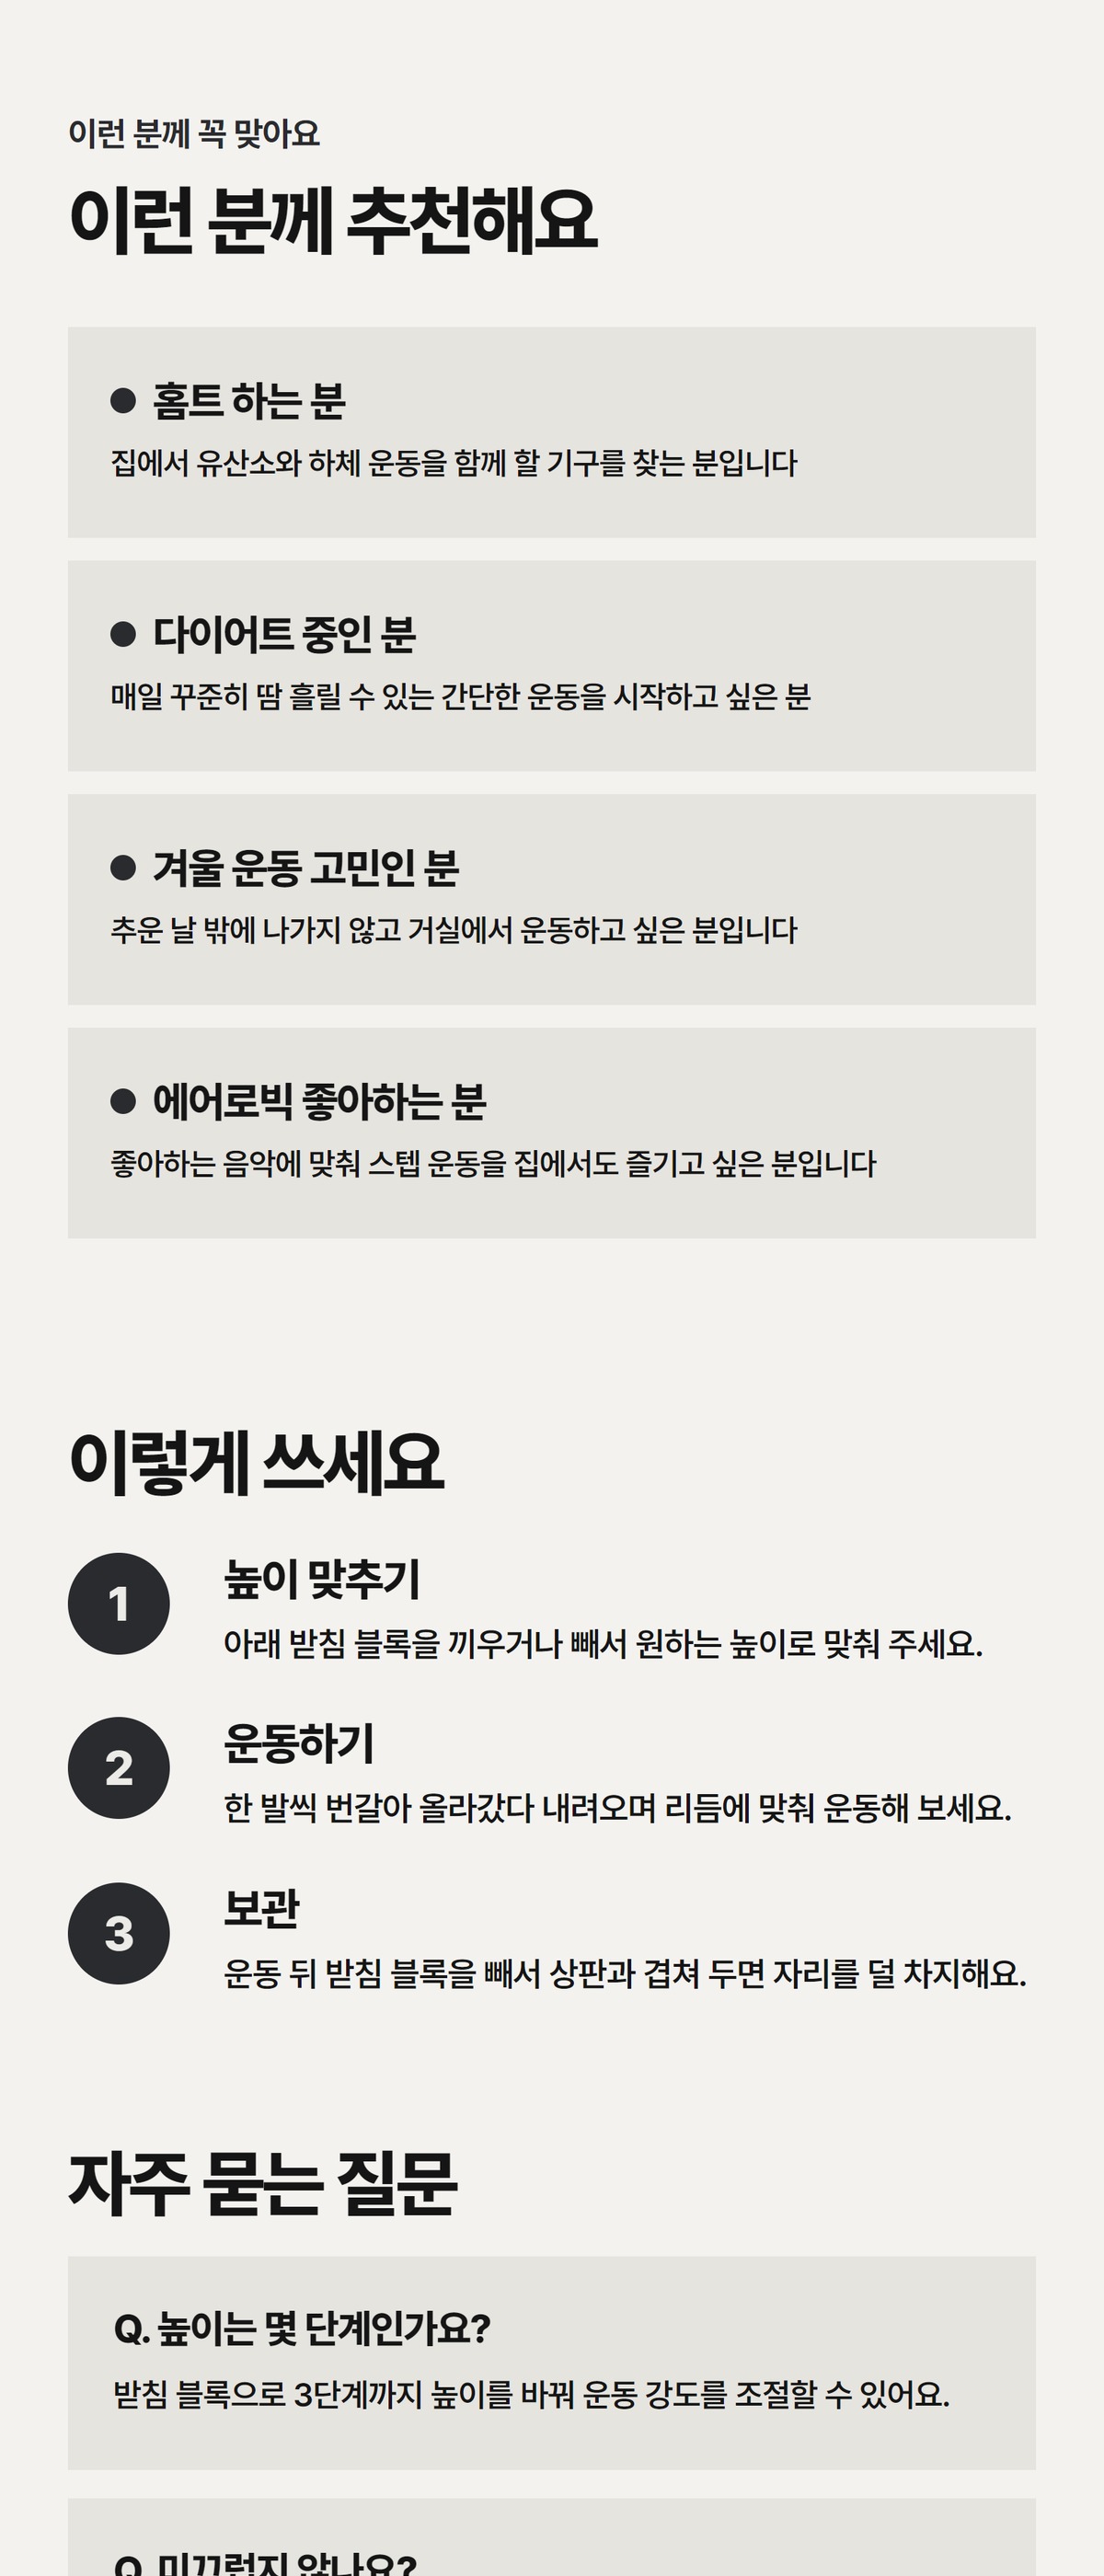 이런 분께 꼭 맞아요
이런 분께 추천해요
홈트 하는 분
집에서 유산소와 하체 운동을 함께 할 기구를 찾는 분입니다
다이어트 중인 분
매일 꾸준히 땀 흘릴 수 있는 간단한 운동을 시작하고 싶은 분
겨울 운동 고민인 분
추운 날 밖에 나가지 않고 거실에서 운동하고 싶은 분입니다
에어로빅 좋아하는 분
좋아하는 음악에 맞춰 스텝 운동을 집에서도 즐기고 싶은 분입니다
이렇게 쓰세요
1
높이 맞추기
아래 받침 블록을 끼우거나 빼서 원하는 높이로 맞춰 주세요.
2
운동하기
한 발씩 번갈아 올라갔다 내려오며 리듬에 맞춰 운동해 보세요.
3
보관
운동 뒤 받침 블록을 빼서 상판과 겹쳐 두면 자리를 덜 차지해요.
자주 묻는 질문
Q. 높이는 몇 단계인가요?
받침 블록으로 3단계까지 높이를 바꿔 운동 강도를 조절할 수 있어요.
Q. 미끄럽지 않나요?